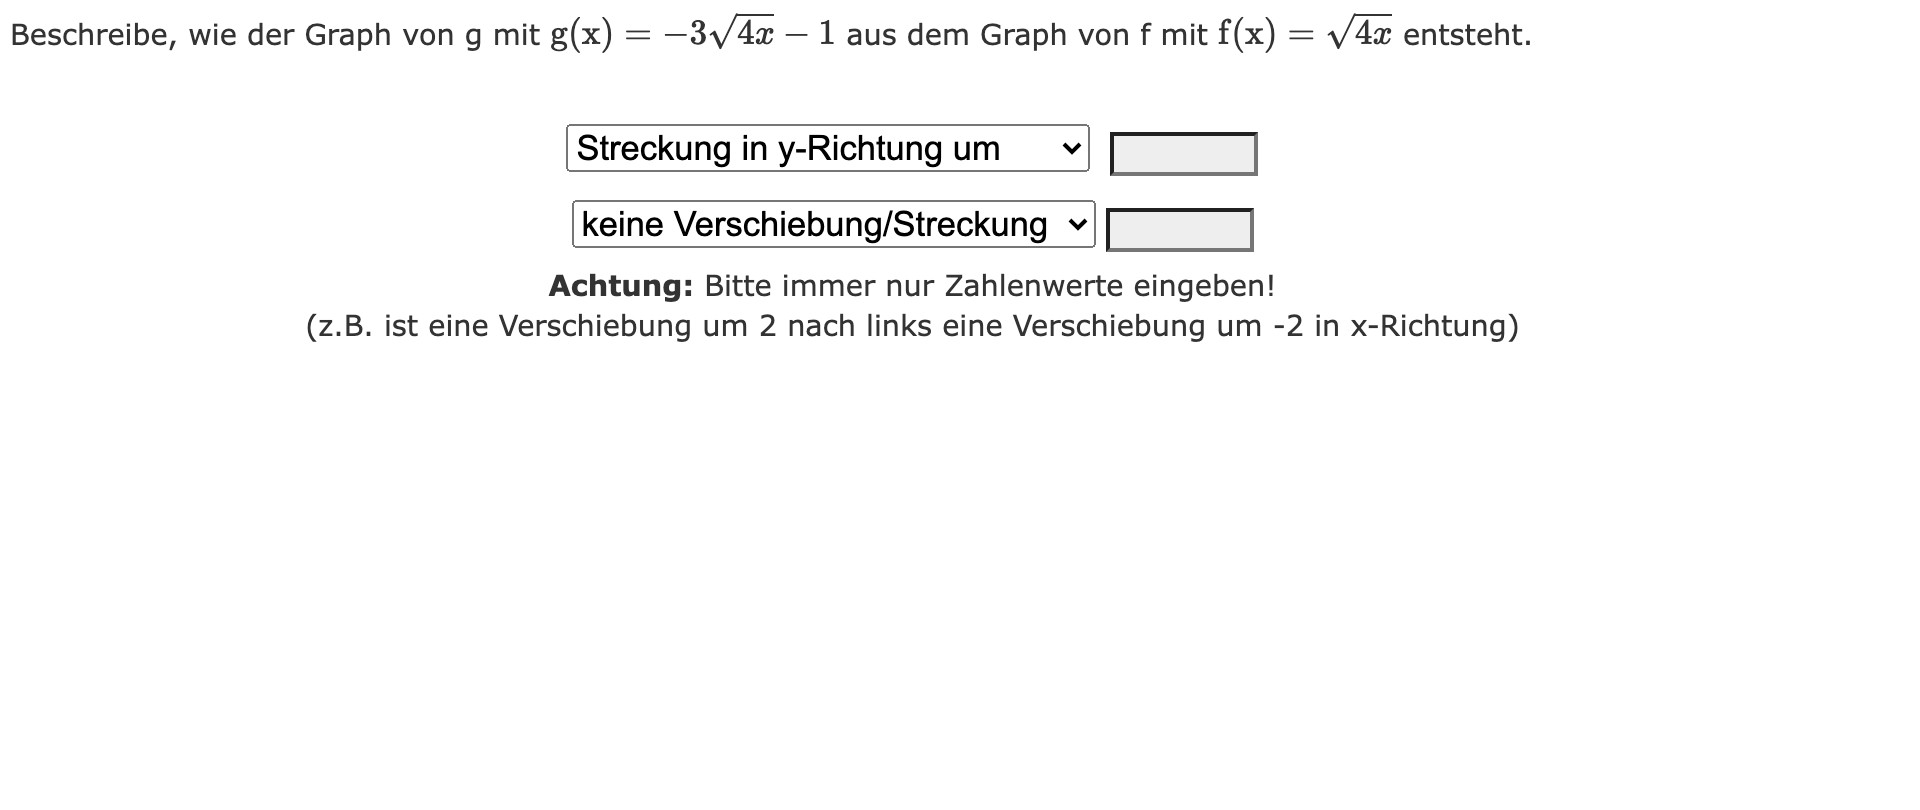 Beschreibe, wie der Graph von g mit g(x) = −3√4x − 1 aus dem Graph von f mit f(x) = √4x entsteht.
Streckung in y-Richtung um
keine Verschiebung/Streckung
Achtung: Bitte immer nur Zahlenwerte eingeben!
(z.B. ist eine Verschiebung um 2 nach links eine Verschiebung um -2 in x-Richtung)